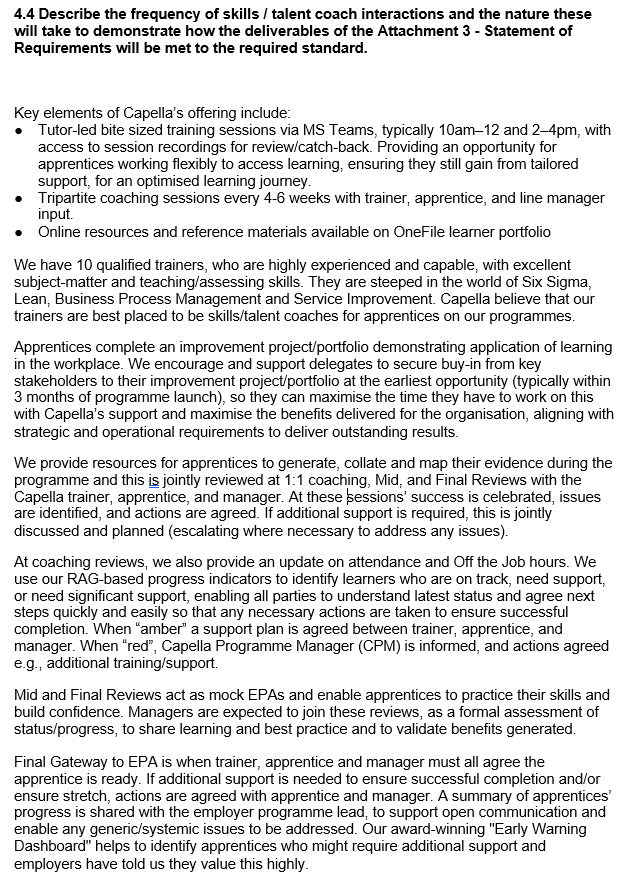 4.4 Describe the frequency of skills / talent coach interactions and the nature these
will take to demonstrate how the deliverables of the Attachment 3 - Statement of
Requirements will be met to the required standard.
Key elements of Capella's offering include:
● Tutor-led bite sized training sessions via MS Teams, typically 10am–12 and 2–4pm, with
access to session recordings for review/catch-back. Providing an opportunity for
apprentices working flexibly to access learning, ensuring they still gain from tailored
support, for an optimised learning journey.
● Tripartite coaching sessions every 4-6 weeks with trainer, apprentice, and line manager
input.
● Online resources and reference materials available on OneFile learner portfolio
We have 10 qualified trainers, who are highly experienced and capable, with excellent
subject-matter and teaching/assessing skills. They are steeped in the world of Six Sigma,
Lean, Business Process Management and Service Improvement. Capella believe that our
trainers are best placed to be skills/talent coaches for apprentices on our programmes.
Apprentices complete an improvement project/portfolio demonstrating application of learning
in the workplace. We encourage and support delegates to secure buy-in from key
stakeholders to their improvement project/portfolio at the earliest opportunity (typically within
3 months of programme launch), so they can maximise the time they have to work on this
with Capella's support and maximise the benefits delivered for the organisation, aligning with
strategic and operational requirements to deliver outstanding results.
We provide resources for apprentices to generate, collate and map their evidence during the
programme and this is jointly reviewed at 1:1 coaching, Mid, and Final Reviews with the
Capella trainer, apprentice, and manager. At these sessions' success is celebrated, issues
are identified, and actions are agreed. If additional support is required, this is jointly
discussed and planned (escalating where necessary to address any issues).
At coaching reviews, we also provide an update on attendance and Off the Job hours. We
use our RAG-based progress indicators to identify learners who are on track, need support,
or need significant support, enabling all parties to understand latest status and agree next
steps quickly and easily so that any necessary actions are taken to ensure successful
completion. When "amber" a support plan is agreed between trainer, apprentice, and
manager. When "red", Capella Programme Manager (CPM) is informed, and actions agreed
e.g., additional training/support.
Mid and Final Reviews act as mock EPAs and enable apprentices to practice their skills and
build confidence. Managers are expected to join these reviews, as a formal assessment of
status/progress, to share learning and best practice and to validate benefits generated.
Final Gateway to EPA is when trainer, apprentice and manager must all agree the
apprentice is ready. If additional support is needed to ensure successful completion and/or
ensure stretch, actions are agreed with apprentice and manager. A summary of apprentices'
progress is shared with the employer programme lead, to support open communication and
enable any generic/systemic issues to be addressed. Our award-winning "Early Warning
Dashboard" helps to identify apprentices who might require additional support and
employers have told us they value this highly.